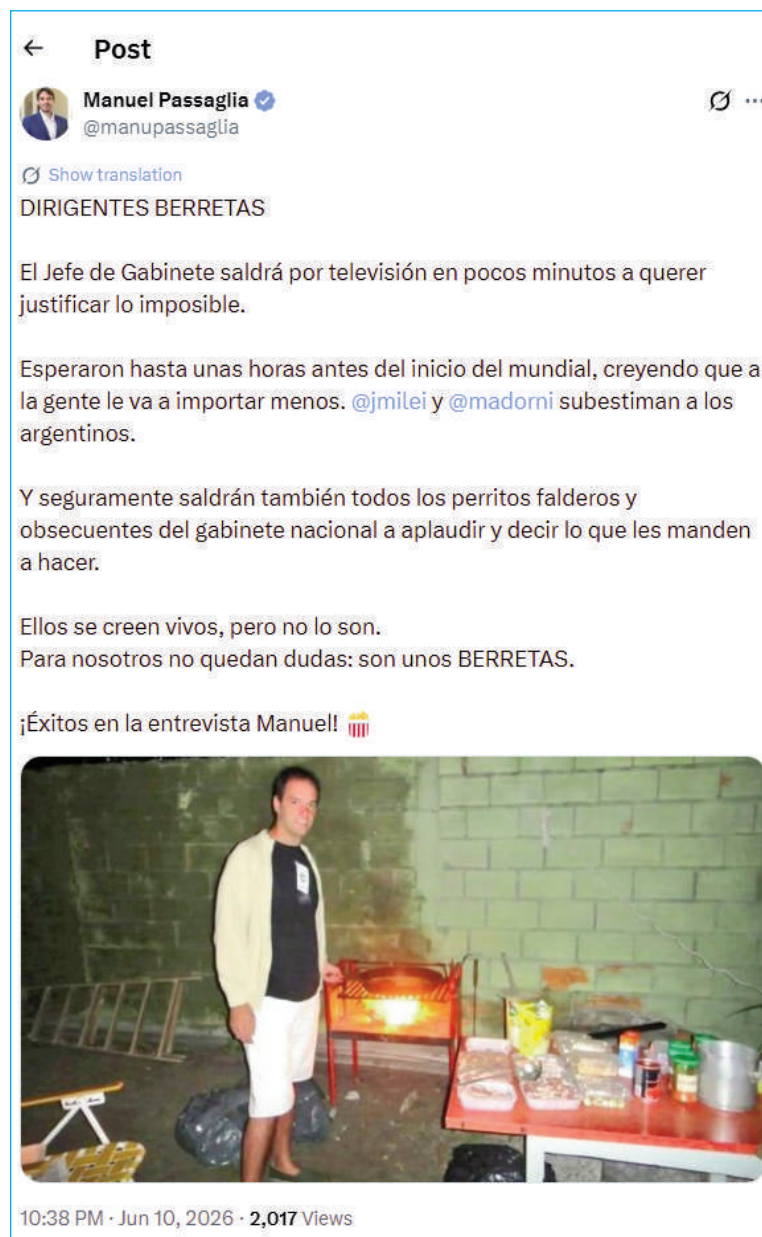 Post
Manuel Passaglia
@manupassaglia
Show translation
DIRIGENTES BERRETAS
El Jefe de Gabinete saldrá por televisión en pocos minutos a querer
justificar lo imposible.
Esperaron hasta unas horas antes del inicio del mundial, creyendo que a
la gente le va a importar menos. @jmilei y @madorni subestiman a los
argentinos.
Y seguramente saldrán también todos los perritos falderos y
obsecuentes del gabinete nacional a aplaudir y decir lo que les manden
a hacer.
Ellos se creen vivos, pero no lo son.
Para nosotros no quedan dudas: son unos BERRETAS.
¡Éxitos en la entrevista Manuel! 🍿
10:38 PM · Jun 10, 2026 · 2,017 Views